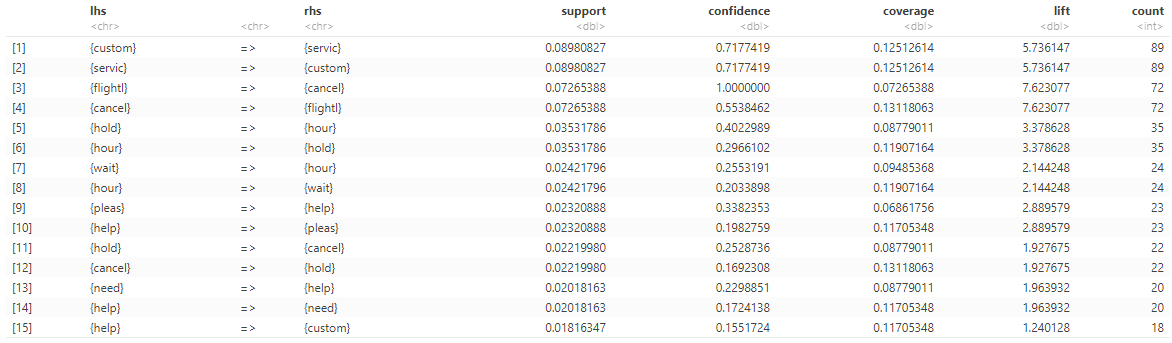 lhs rhs support confidence coverage lift count
<chr> <chr> <chr> <dbl> <dbl> <dbl> <dbl> <int>
[1] {custom} => {servic} 0.08980827 0.7177419 0.12512614 5.736147 89
[2] {servic} => {custom} 0.08980827 0.7177419 0.12512614 5.736147 89
[3] {flightl} => {cancel} 0.07265388 1.0000000 0.07265388 7.623077 72
[4] {cancel} => {flightl} 0.07265388 0.5538462 0.13118063 7.623077 72
[5] {hold} => {hour} 0.03531786 0.4022989 0.08779011 3.378628 35
[6] {hour} => {hold} 0.03531786 0.2966102 0.11907164 3.378628 35
[7] {wait} => {hour} 0.02421796 0.2553191 0.09485368 2.144248 24
[8] {hour} => {wait} 0.02421796 0.2033898 0.11907164 2.144248 24
[9] {pleas} => {help} 0.02320888 0.3382353 0.06861756 2.889579 23
[10] {help} => {pleas} 0.02320888 0.1982759 0.11705348 2.889579 23
[11] {hold} => {cancel} 0.02219980 0.2528736 0.08779011 1.927675 22
[12] {cancel} => {hold} 0.02219980 0.1692308 0.13118063 1.927675 22
[13] {need} => {help} 0.02018163 0.2298851 0.08779011 1.963932 20
[14] {help} => {need} 0.02018163 0.1724138 0.11705348 1.963932 20
[15] {help} => {custom} 0.01816347 0.1551724 0.11705348 1.240128 18